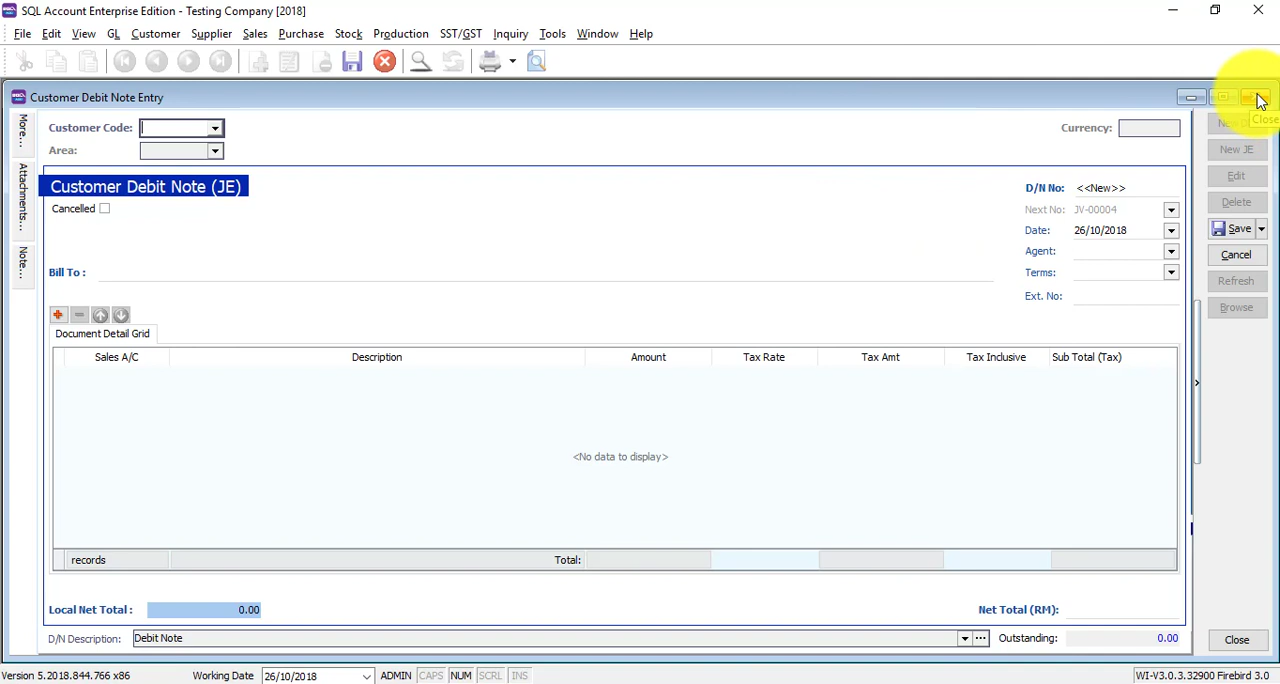 SQL Account Enterprise Edition - Testing Company [2018]
File Edit View GL Customer Supplier Sales Purchase Stock Production SST/GST Inquiry Tools Window Help
Customer Debit Note Entry
Close
More...
Attachments...
Note...
Customer Code:
Currency:
Area:
Customer Debit Note (JE)
Cancelled
D/N No: <<New>>
Next No: JV-00004
Date: 26/10/2018
Agent:
Bill To :
Terms:
Ext. No:
New JE
Edit
Delete
Save
Cancel
Refresh
Browse
Document Detail Grid
Sales A/C Description Amount Tax Rate Tax Amt Tax Inclusive Sub Total (Tax)
<No data to display>
records Total:
Local Net Total : 0.00 Net Total (RM):
D/N Description: Debit Note Outstanding: 0.00
Close
Version 5.2018.844.766 x86 Working Date 26/10/2018 ADMIN CAPS NUM SCRL INS WI-V3.0.3.32900 Firebird 3.0